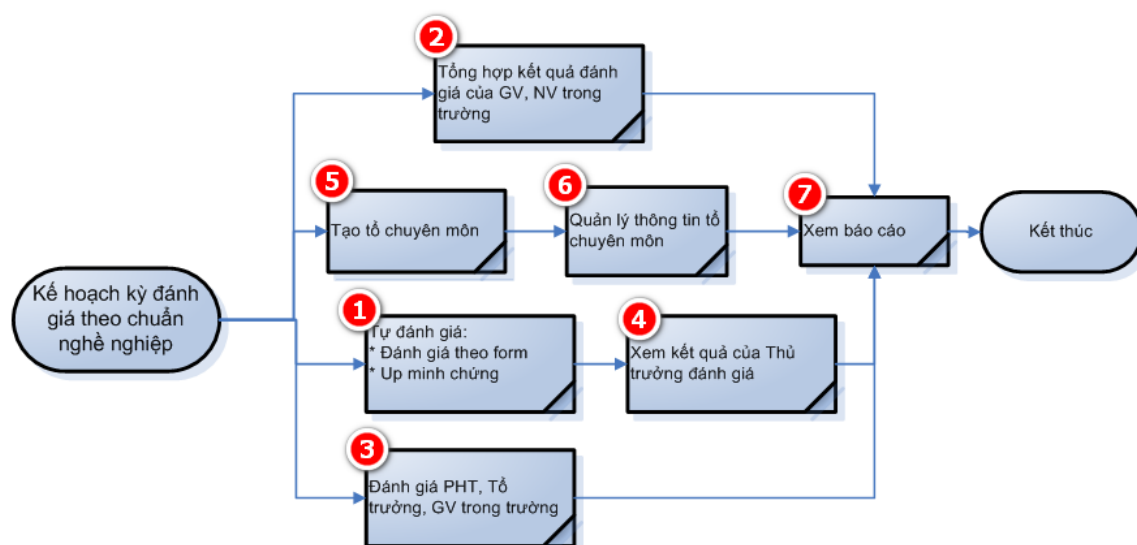 2
Tổng hợp kết quả đánh
giá của GV, NV trong
trường
5
Tạo tổ chuyên môn
6
Quản lý thông tin tổ
chuyên môn
7
Xem báo cáo
Kết thúc
Kế hoạch kỳ đánh
giá theo chuẩn
nghề nghiệp
1
Tự đánh giá:
* Đánh giá theo form
* Up minh chứng
4
Xem kết quả của Thủ
trưởng đánh giá
3
Đánh giá PHT, Tổ
trưởng, GV trong trường